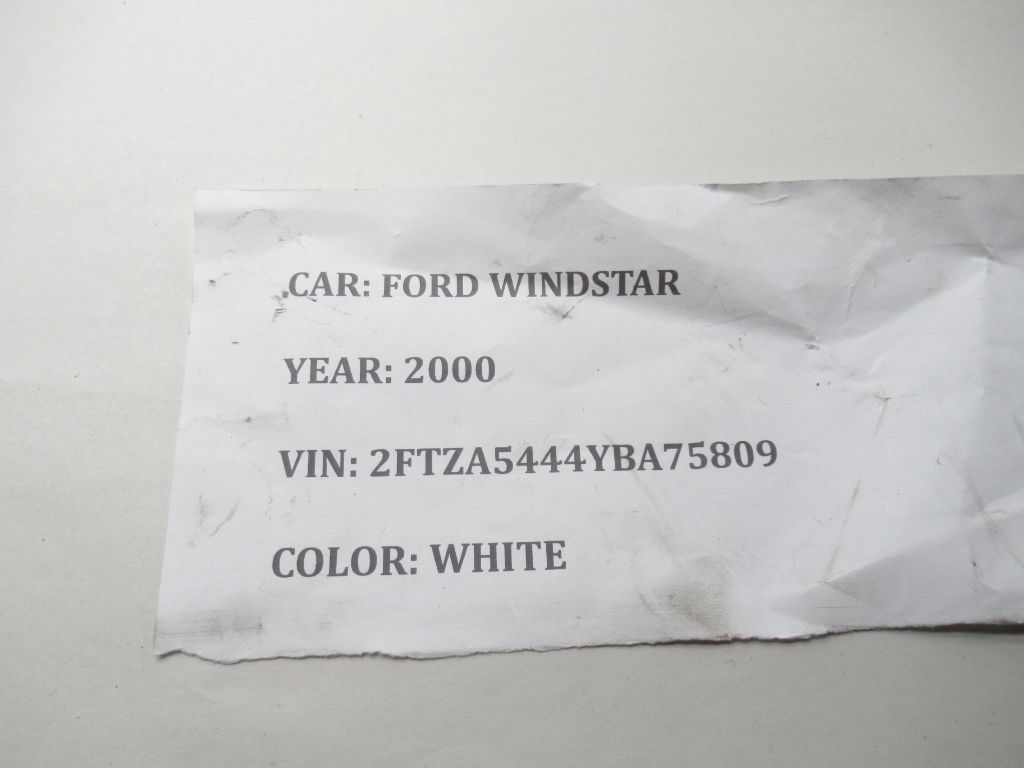 CAR: FORD WINDSTAR
YEAR: 2000
VIN: 2FTZA5444YBA75809
COLOR: WHITE